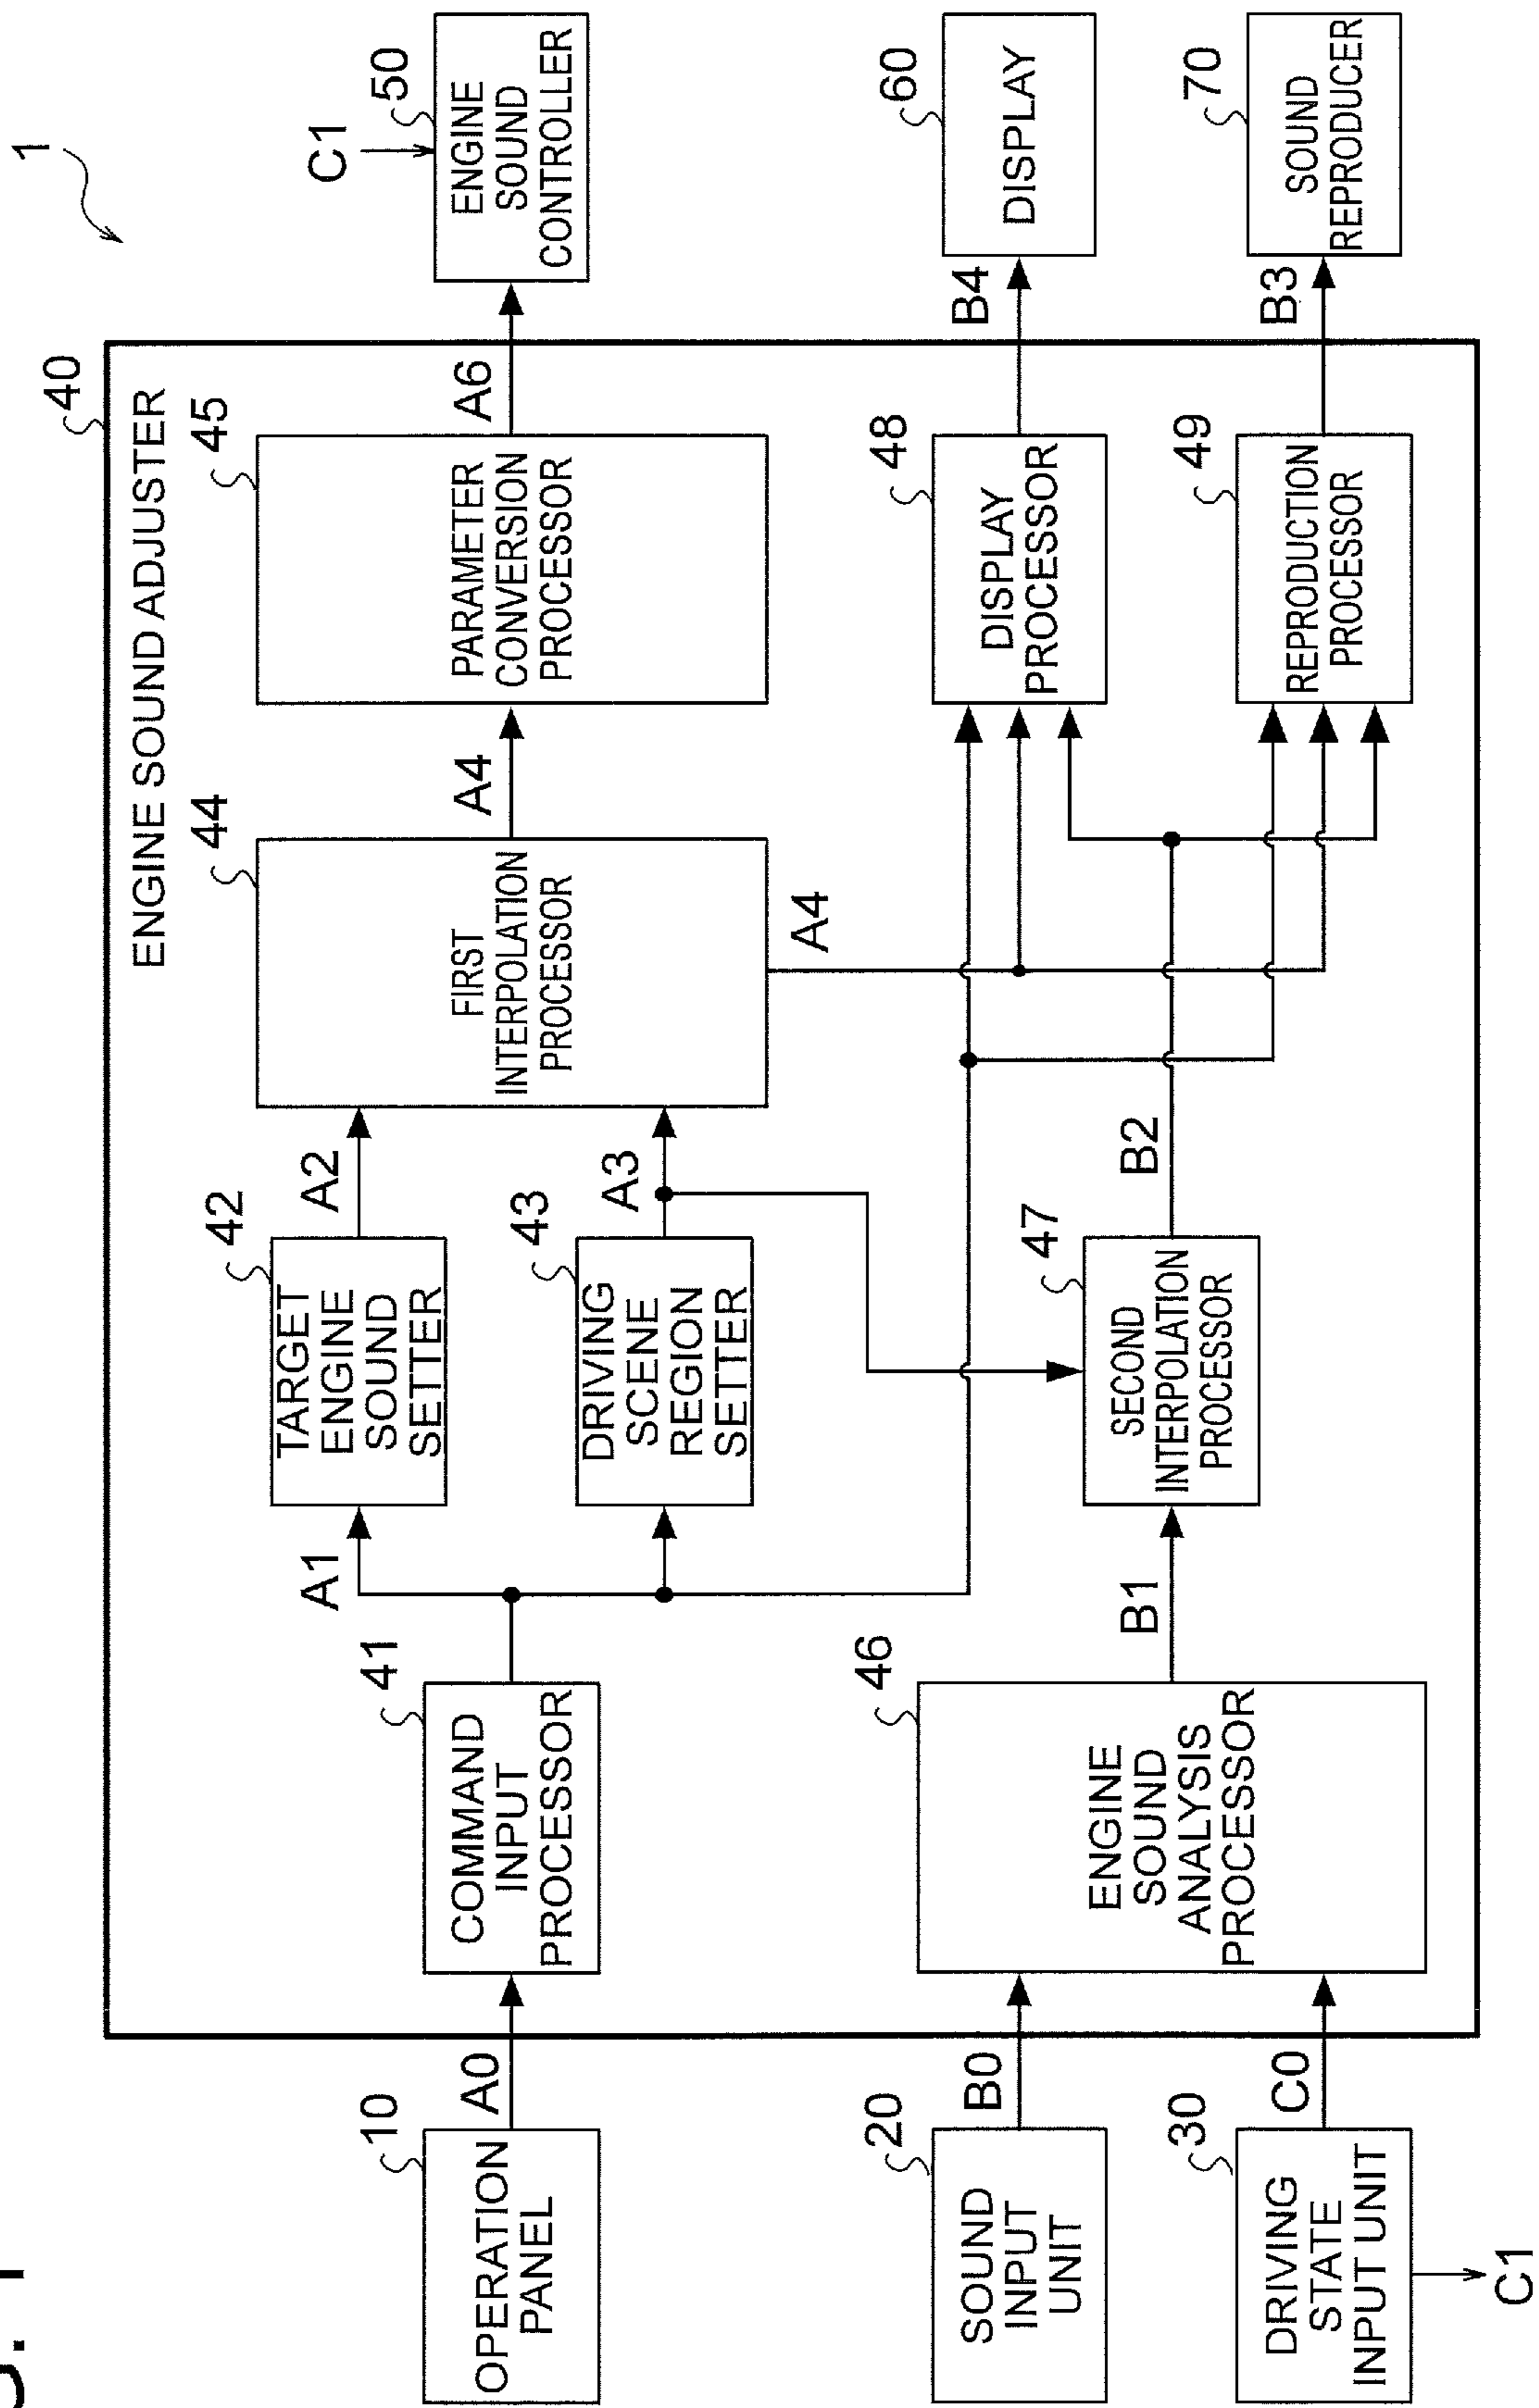 1
40
ENGINE SOUND ADJUSTER
10
OPERATION
PANEL
A0
41
COMMAND
INPUT
PROCESSOR
A1
42
TARGET
ENGINE
SOUND
SETTER
A2
43
DRIVING
SCENE
REGION
SETTER
A3
44
FIRST
INTERPOLATION
PROCESSOR
A4
A4
45
PARAMETER
CONVERSION
PROCESSOR
A6
C1
50
ENGINE
SOUND
CONTROLLER
20
SOUND
INPUT
UNIT
B0
30
DRIVING
STATE
INPUT UNIT
C0
C1
46
ENGINE
SOUND
ANALYSIS
PROCESSOR
B1
47
SECOND
INTERPOLATION
PROCESSOR
B2
48
DISPLAY
PROCESSOR
B4
60
DISPLAY
49
REPRODUCTION
PROCESSOR
B3
70
SOUND
REPRODUCER